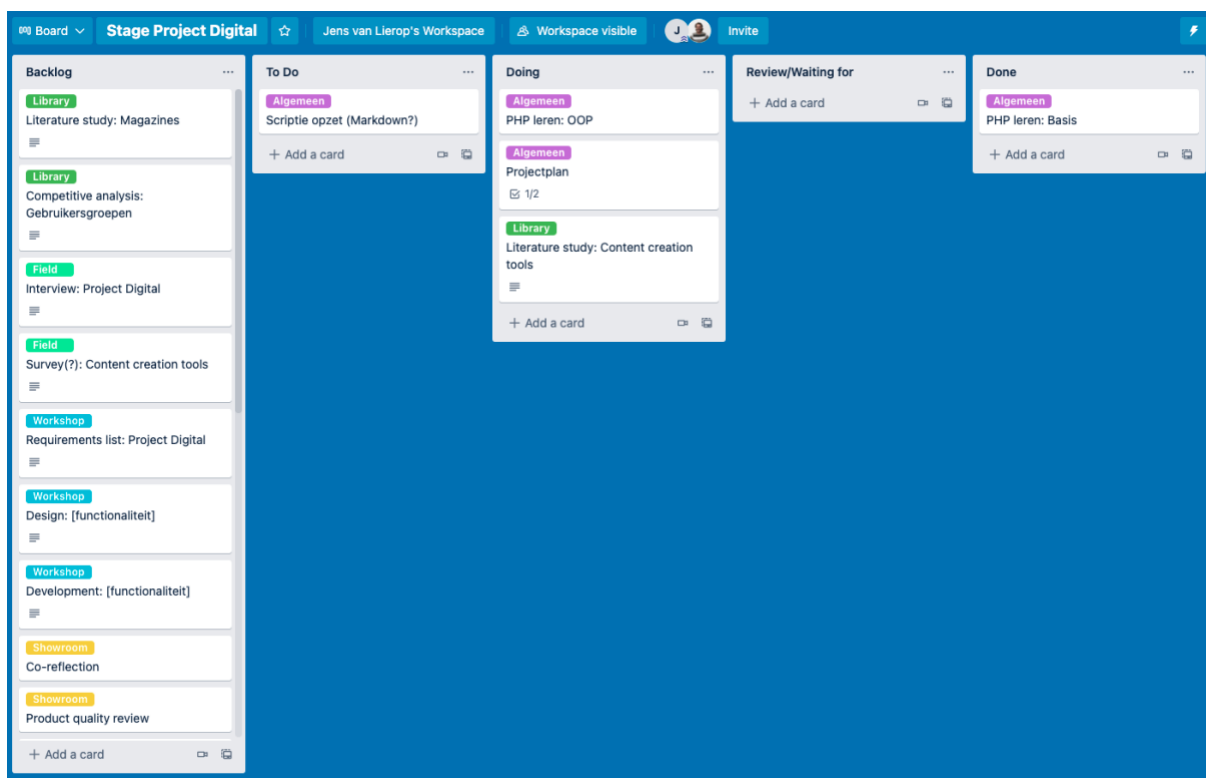 Board
Stage Project Digital
Jens van Lierop's Workspace
Workspace visible
J
Invite
Backlog
Library
Literature study: Magazines
Library
Competitive analysis:
Gebruikersgroepen
Field
Interview: Project Digital
Field
Survey(?): Content creation tools
Workshop
Requirements list: Project Digital
Workshop
Design: [functionaliteit]
Workshop
Development: [functionaliteit]
Showroom
Co-reflection
Showroom
Product quality review
+ Add a card
To Do
Algemeen
Scriptie opzet (Markdown?)
+ Add a card
Doing
Algemeen
PHP leren: OOP
Algemeen
Projectplan
1/2
Library
Literature study: Content creation
tools
+ Add a card
Review/Waiting for
+ Add a card
Done
Algemeen
PHP leren: Basis
+ Add a card